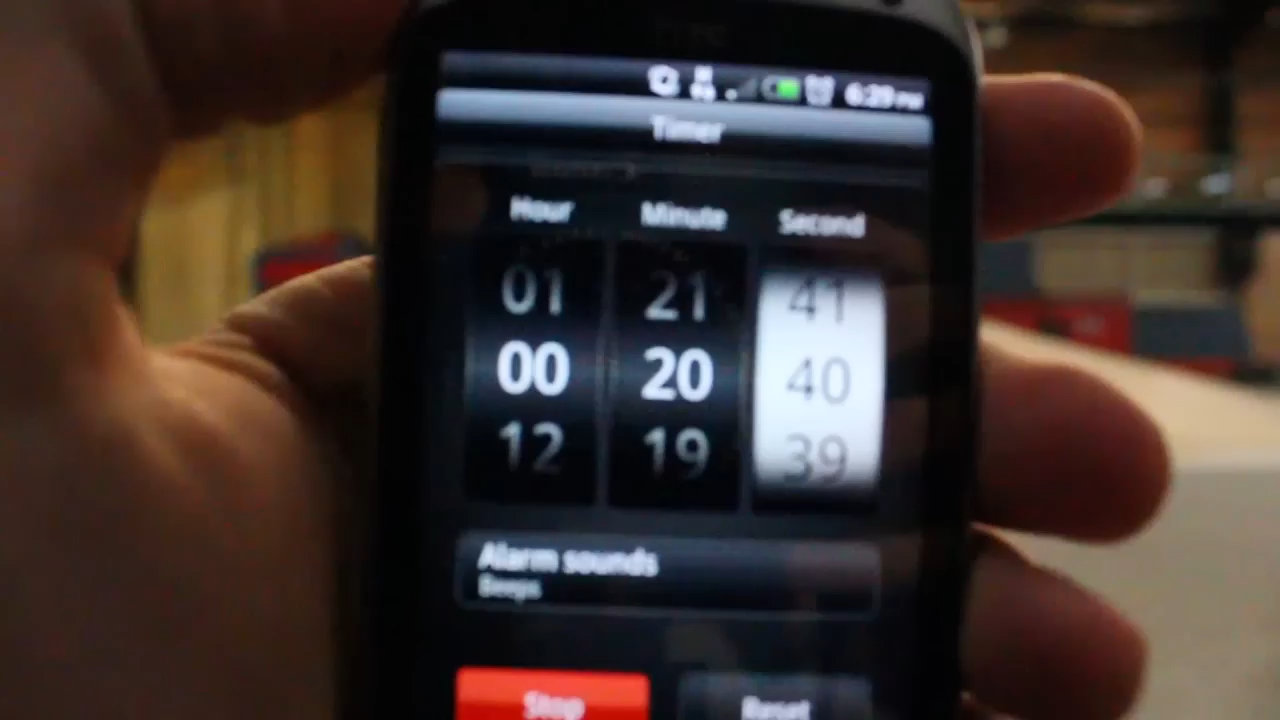 hTC
6:29 PM
Timer
Hour Minute Second
01 21 41
00 20 40
12 19 39
Alarm sounds
Beeps
Stop Reset